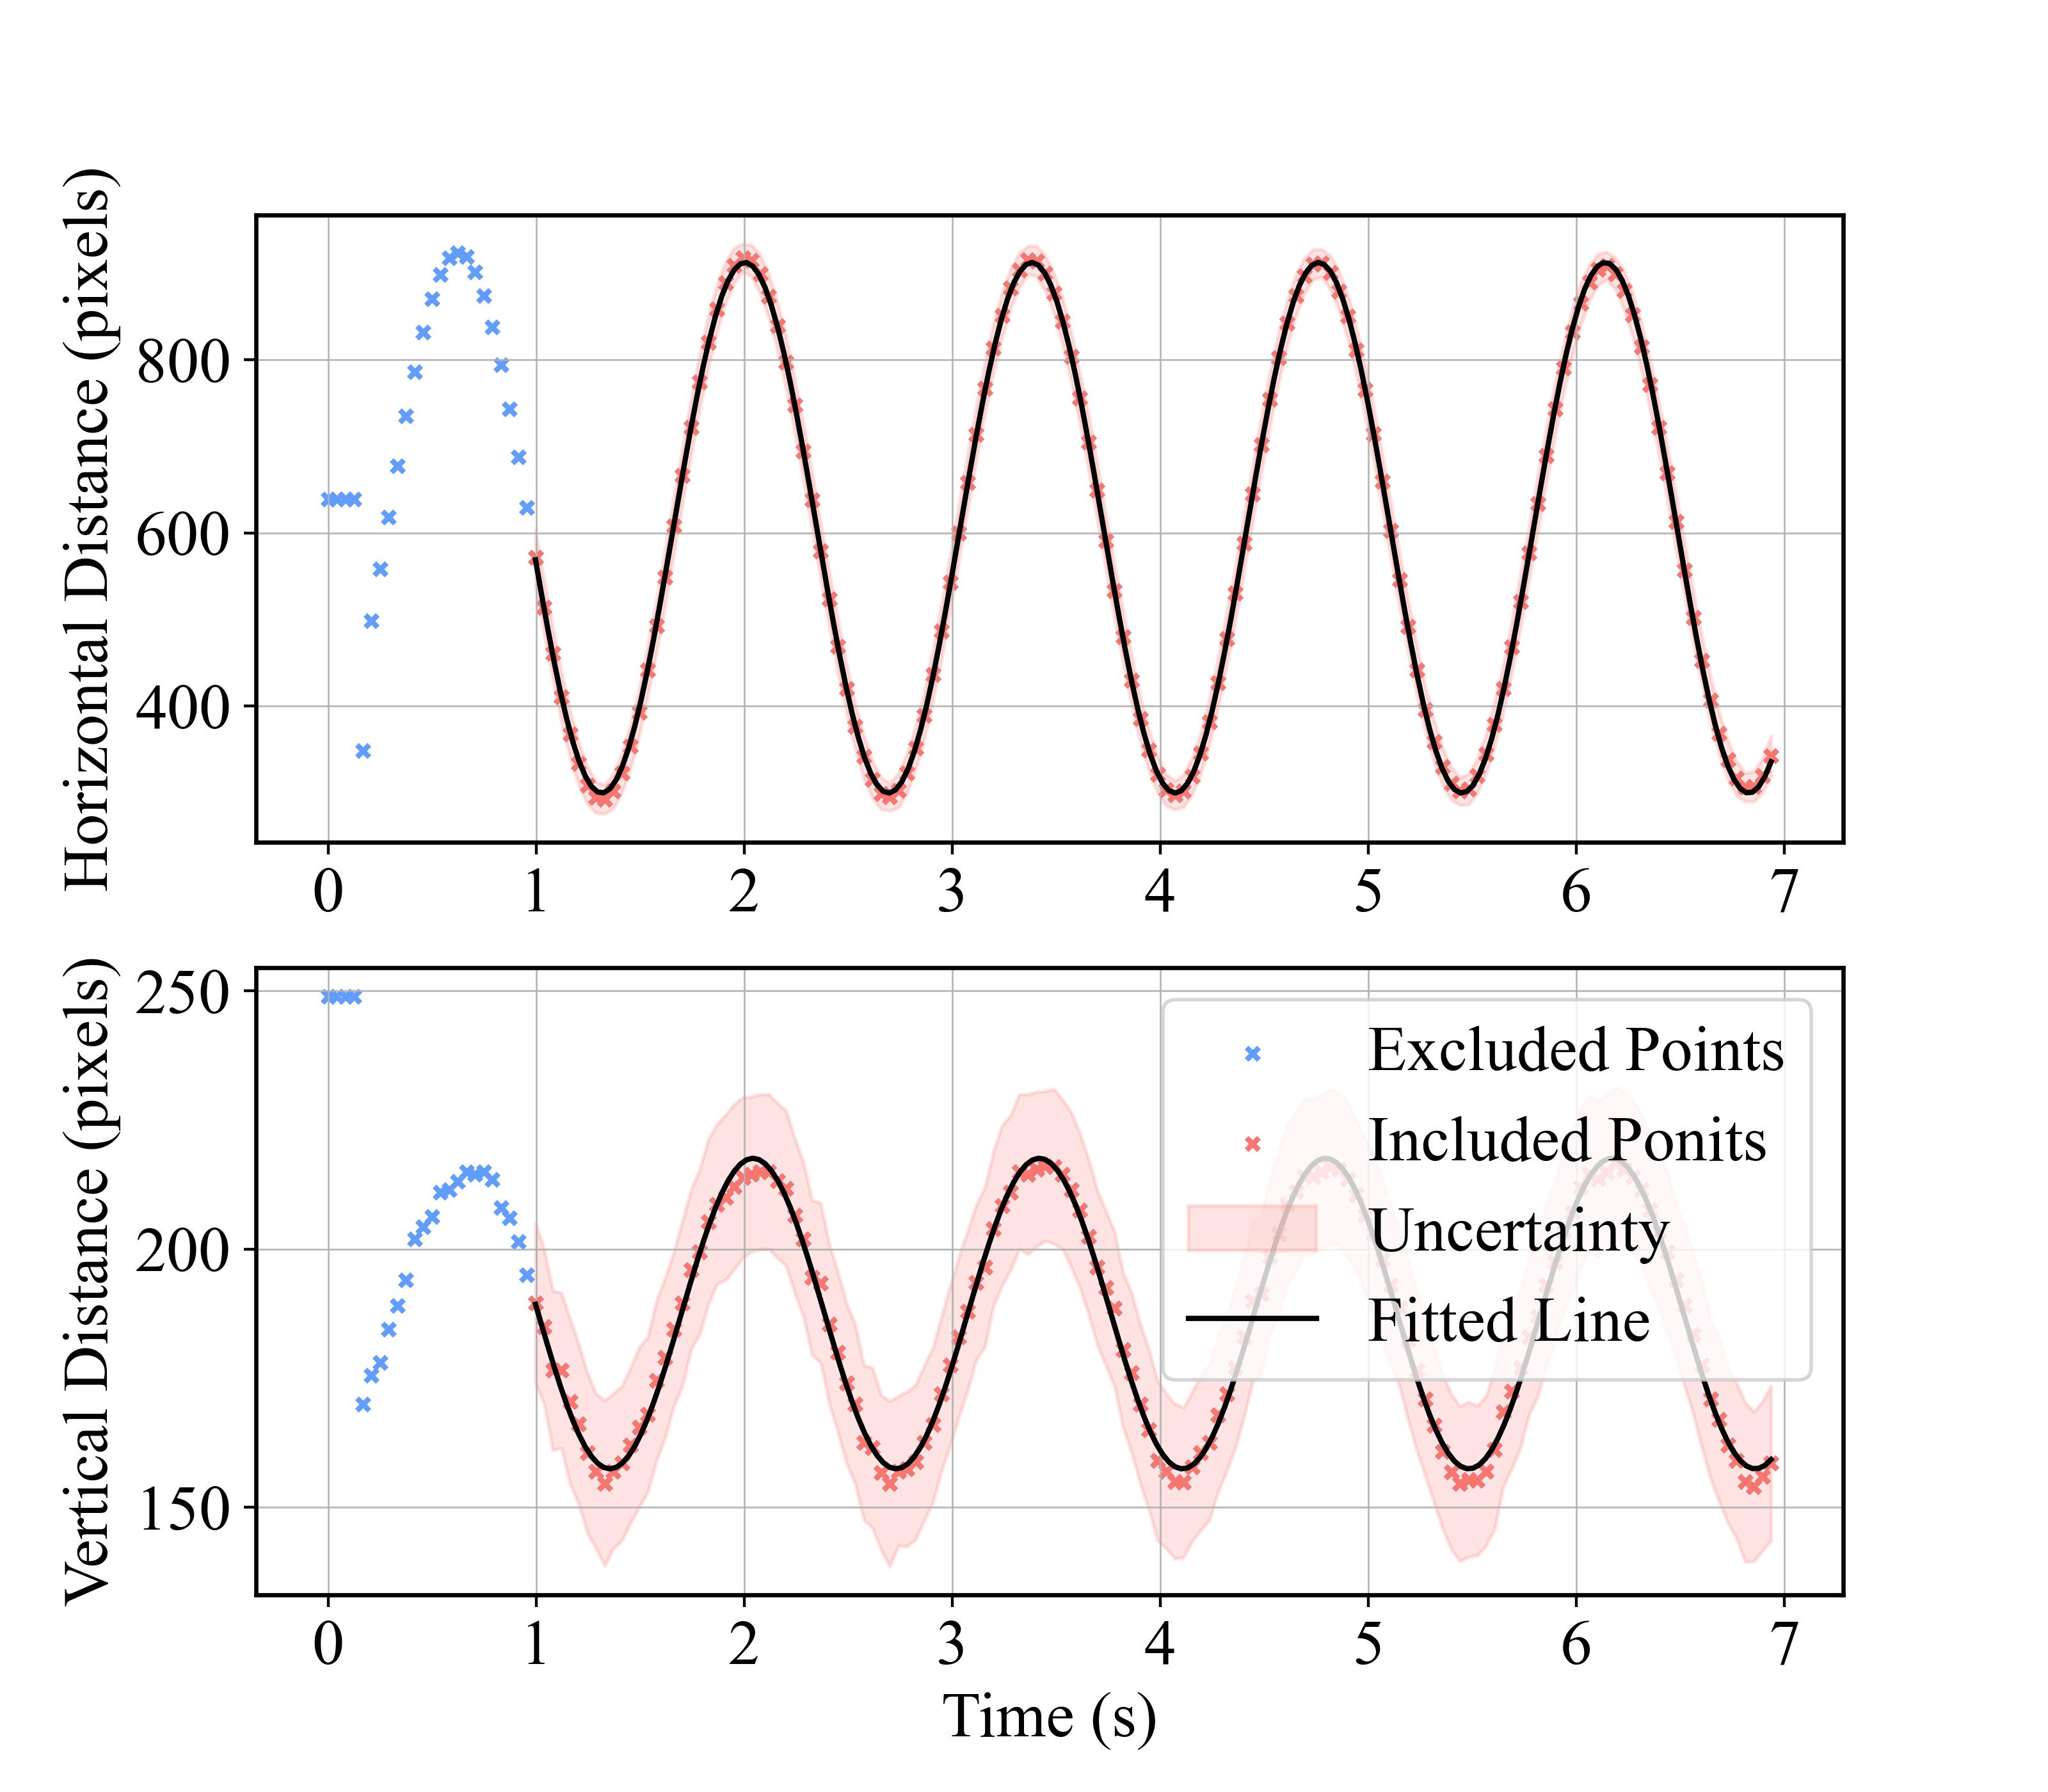 Horizontal Distance (pixels)
800
600
400
0 1 2 3 4 5 6 7
Vertical Distance (pixels)
250
200
150
Excluded Points
Included Ponits
Uncertainty
Fitted Line
0 1 2 3 4 5 6 7
Time (s)